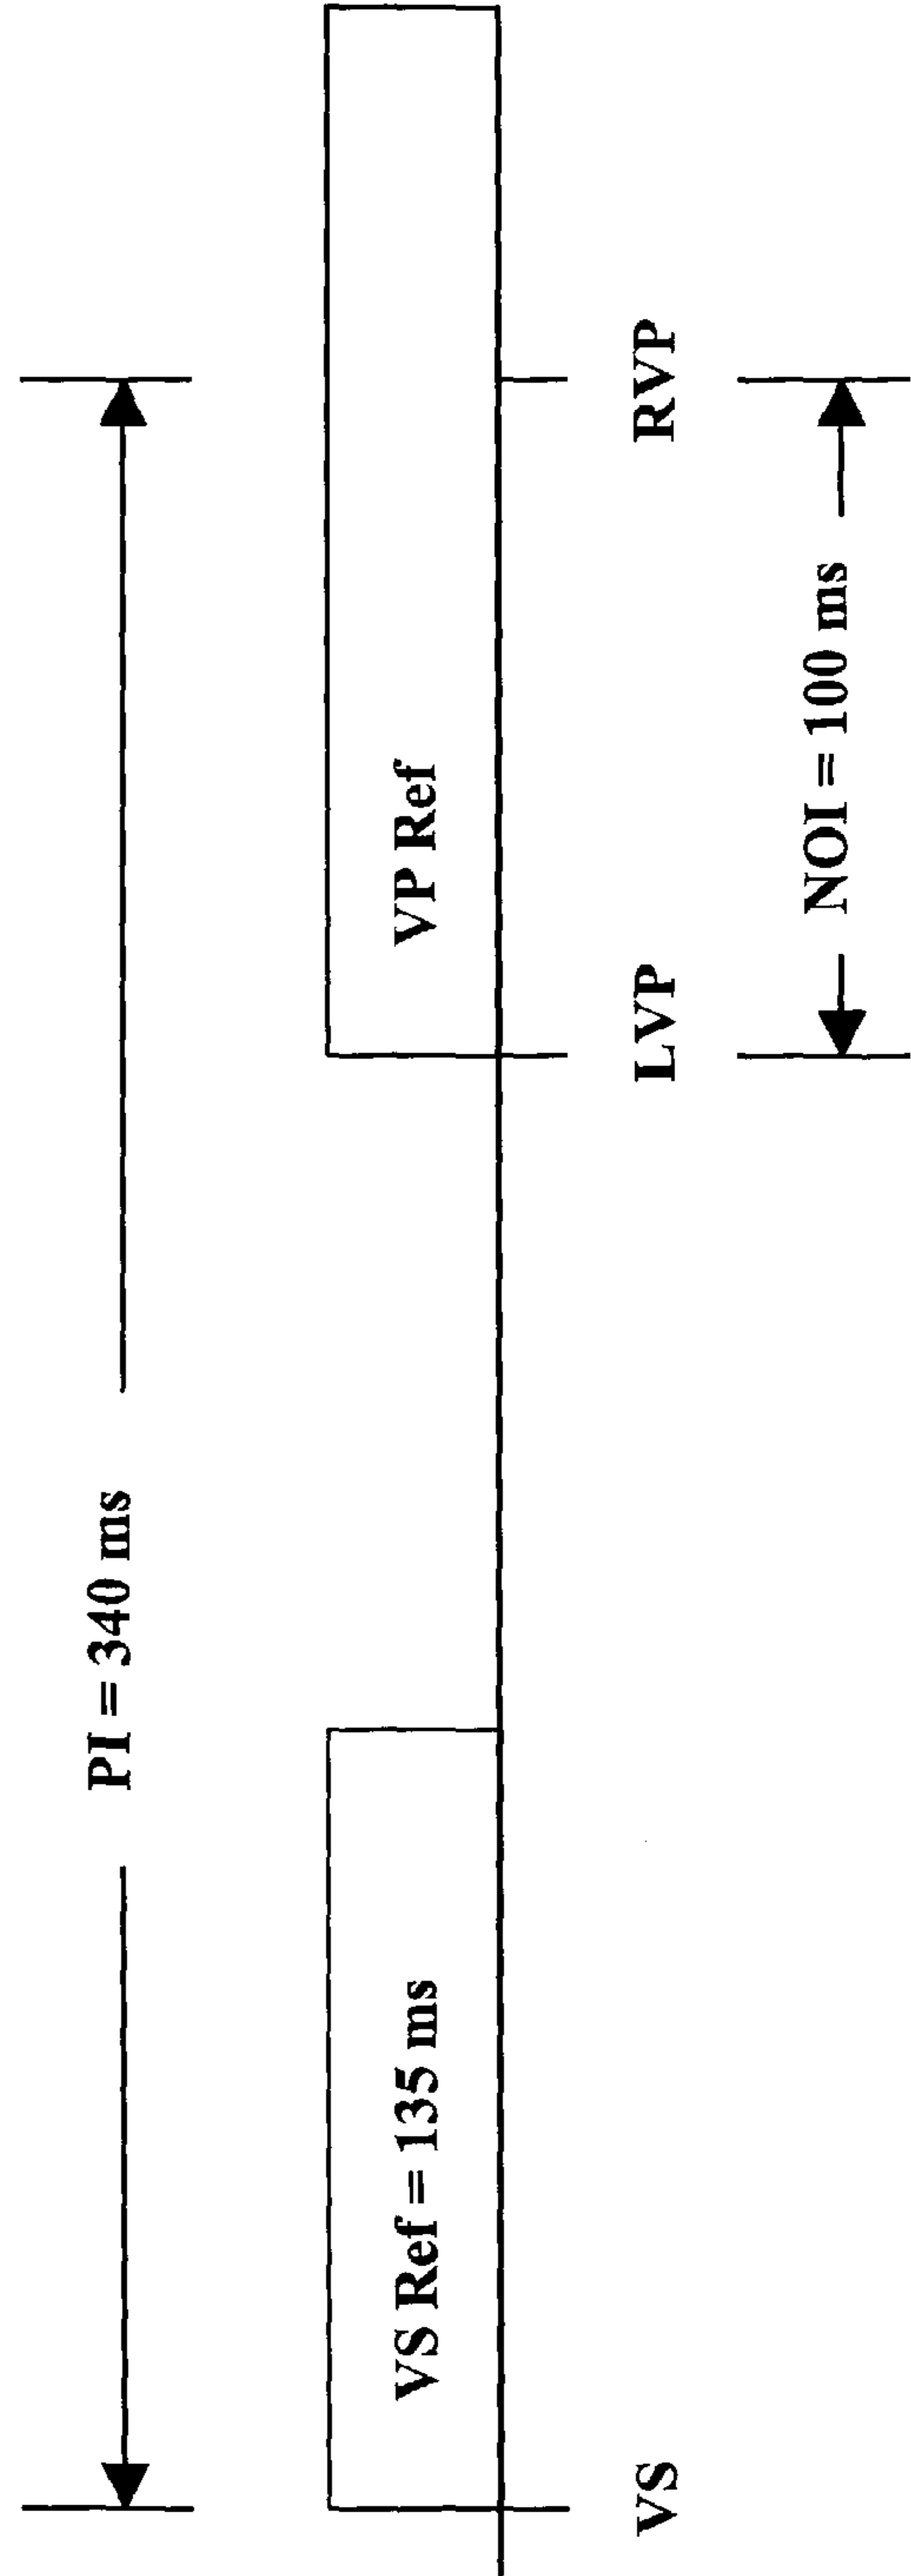 PI = 340 ms
VS Ref = 135 ms
VP Ref
VS
LVP
RVP
NOI = 100 ms